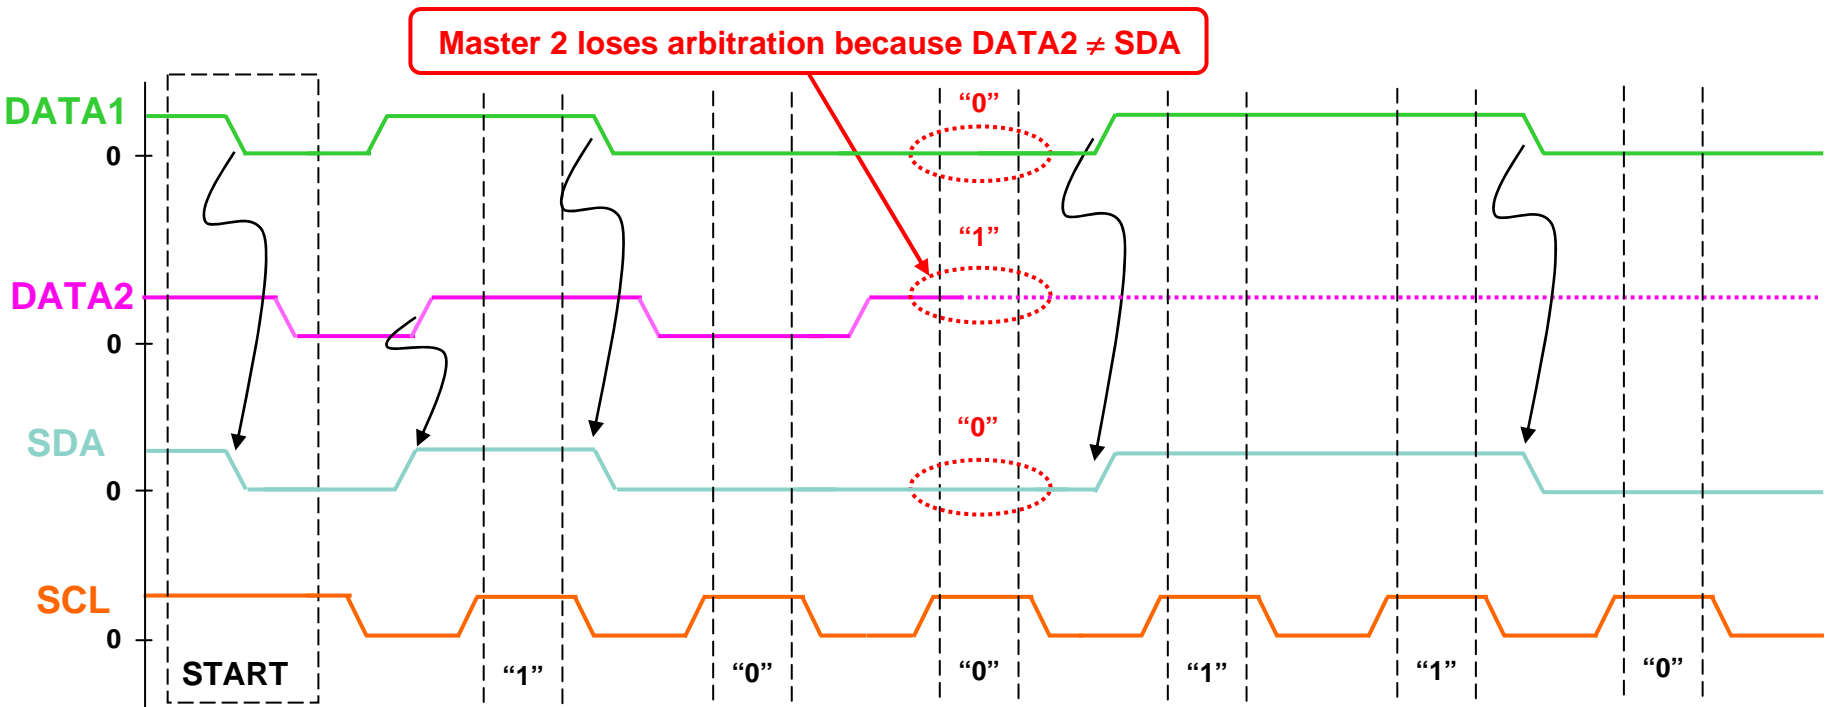 Master 2 loses arbitration because DATA2 ≠ SDA
DATA1
“0”
0
“1”
DATA2
0
“0”
SDA
0
SCL
0
START “1” “0” “0” “1” “1” “0”